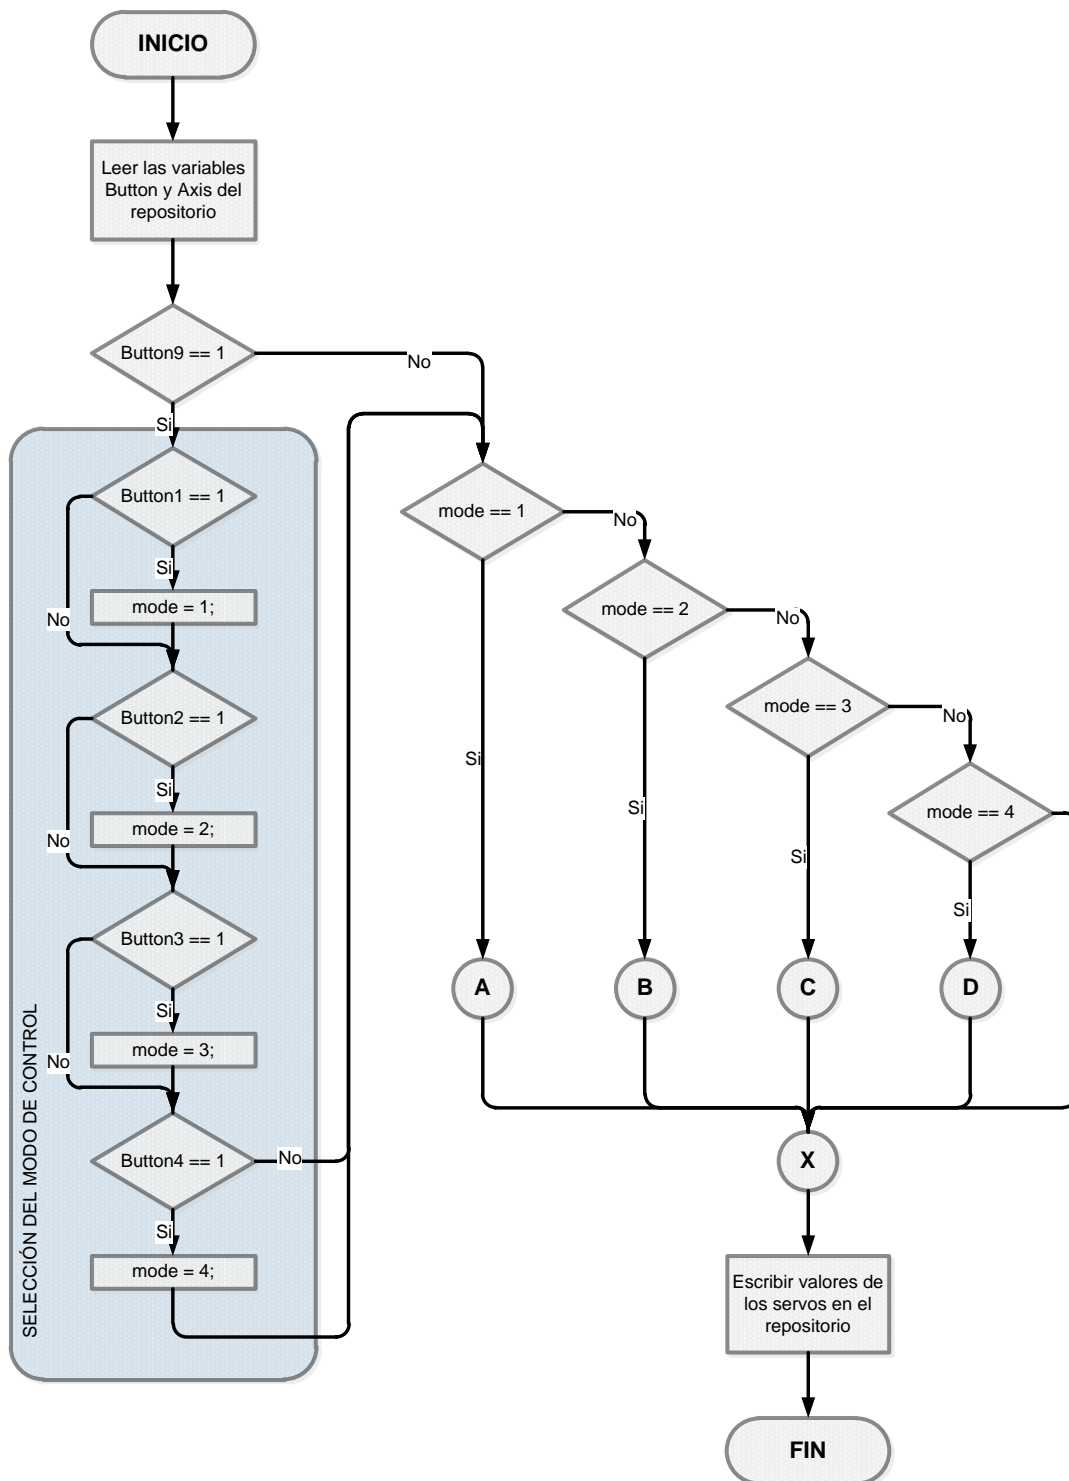 INICIO
Leer las variables
Button y Axis del
repositorio
Button9 == 1
No
Si
SELECCIÓN DEL MODO DE CONTROL
Button1 == 1
Si
mode = 1;
No
Button2 == 1
Si
mode = 2;
No
Button3 == 1
Si
mode = 3;
No
Button4 == 1
No
Si
mode = 4;
mode == 1
No
Si
mode == 2
No
Si
mode == 3
No
Si
mode == 4
Si
A
B
C
D
X
Escribir valores de
los servos en el
repositorio
FIN